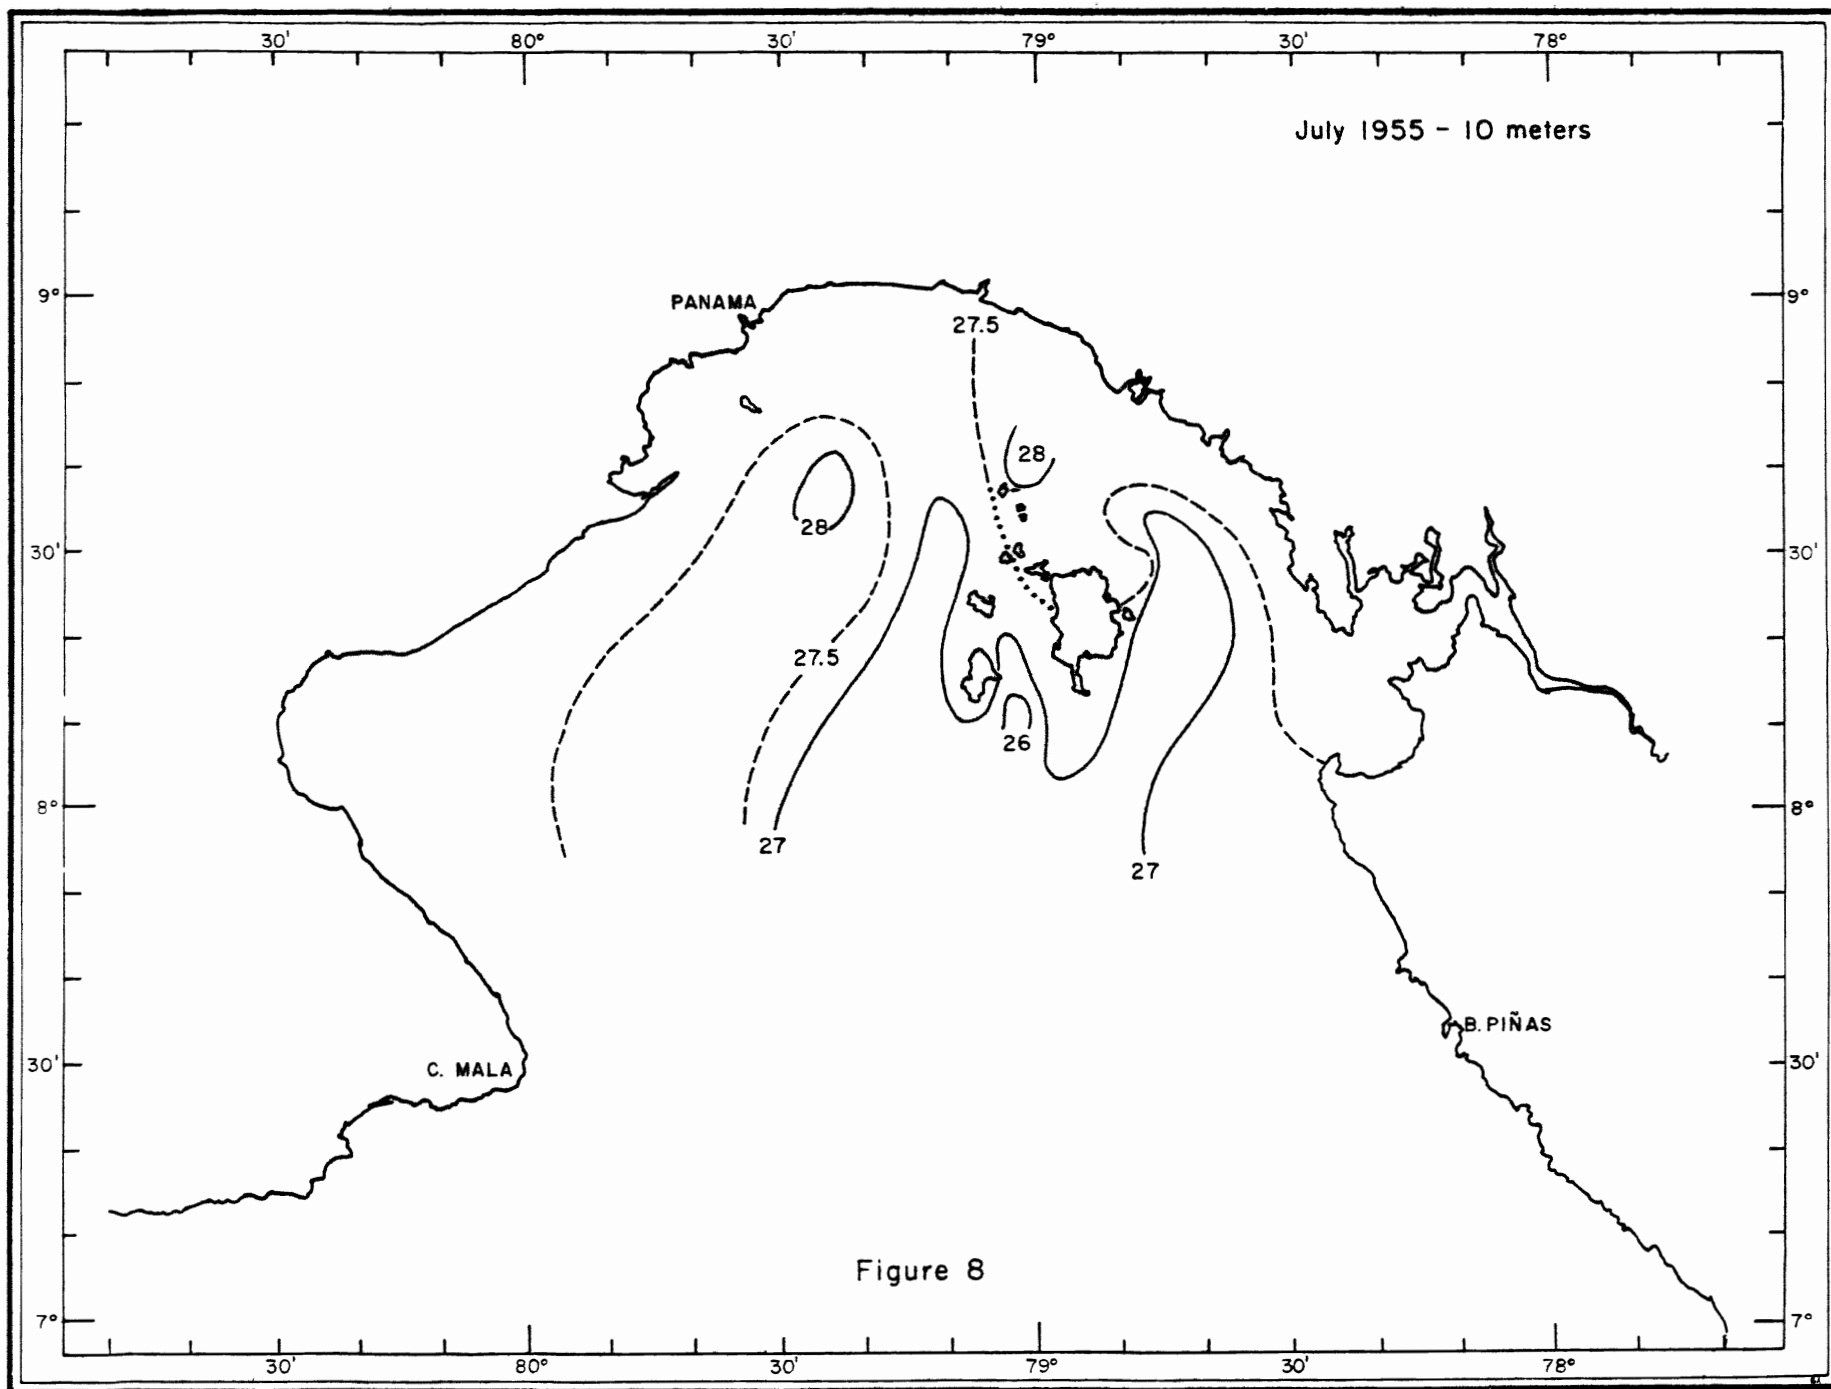 30' 80° 30' 79° 30' 78°
July 1955 - 10 meters
9° PANAMA 9°
27.5
28
28
30' 30'
27.5
26
8° 8°
27
27
B. PIÑAS
30' C. MALA 30'
Figure 8
7° 7°
30' 80° 30' 79° 30' 78°